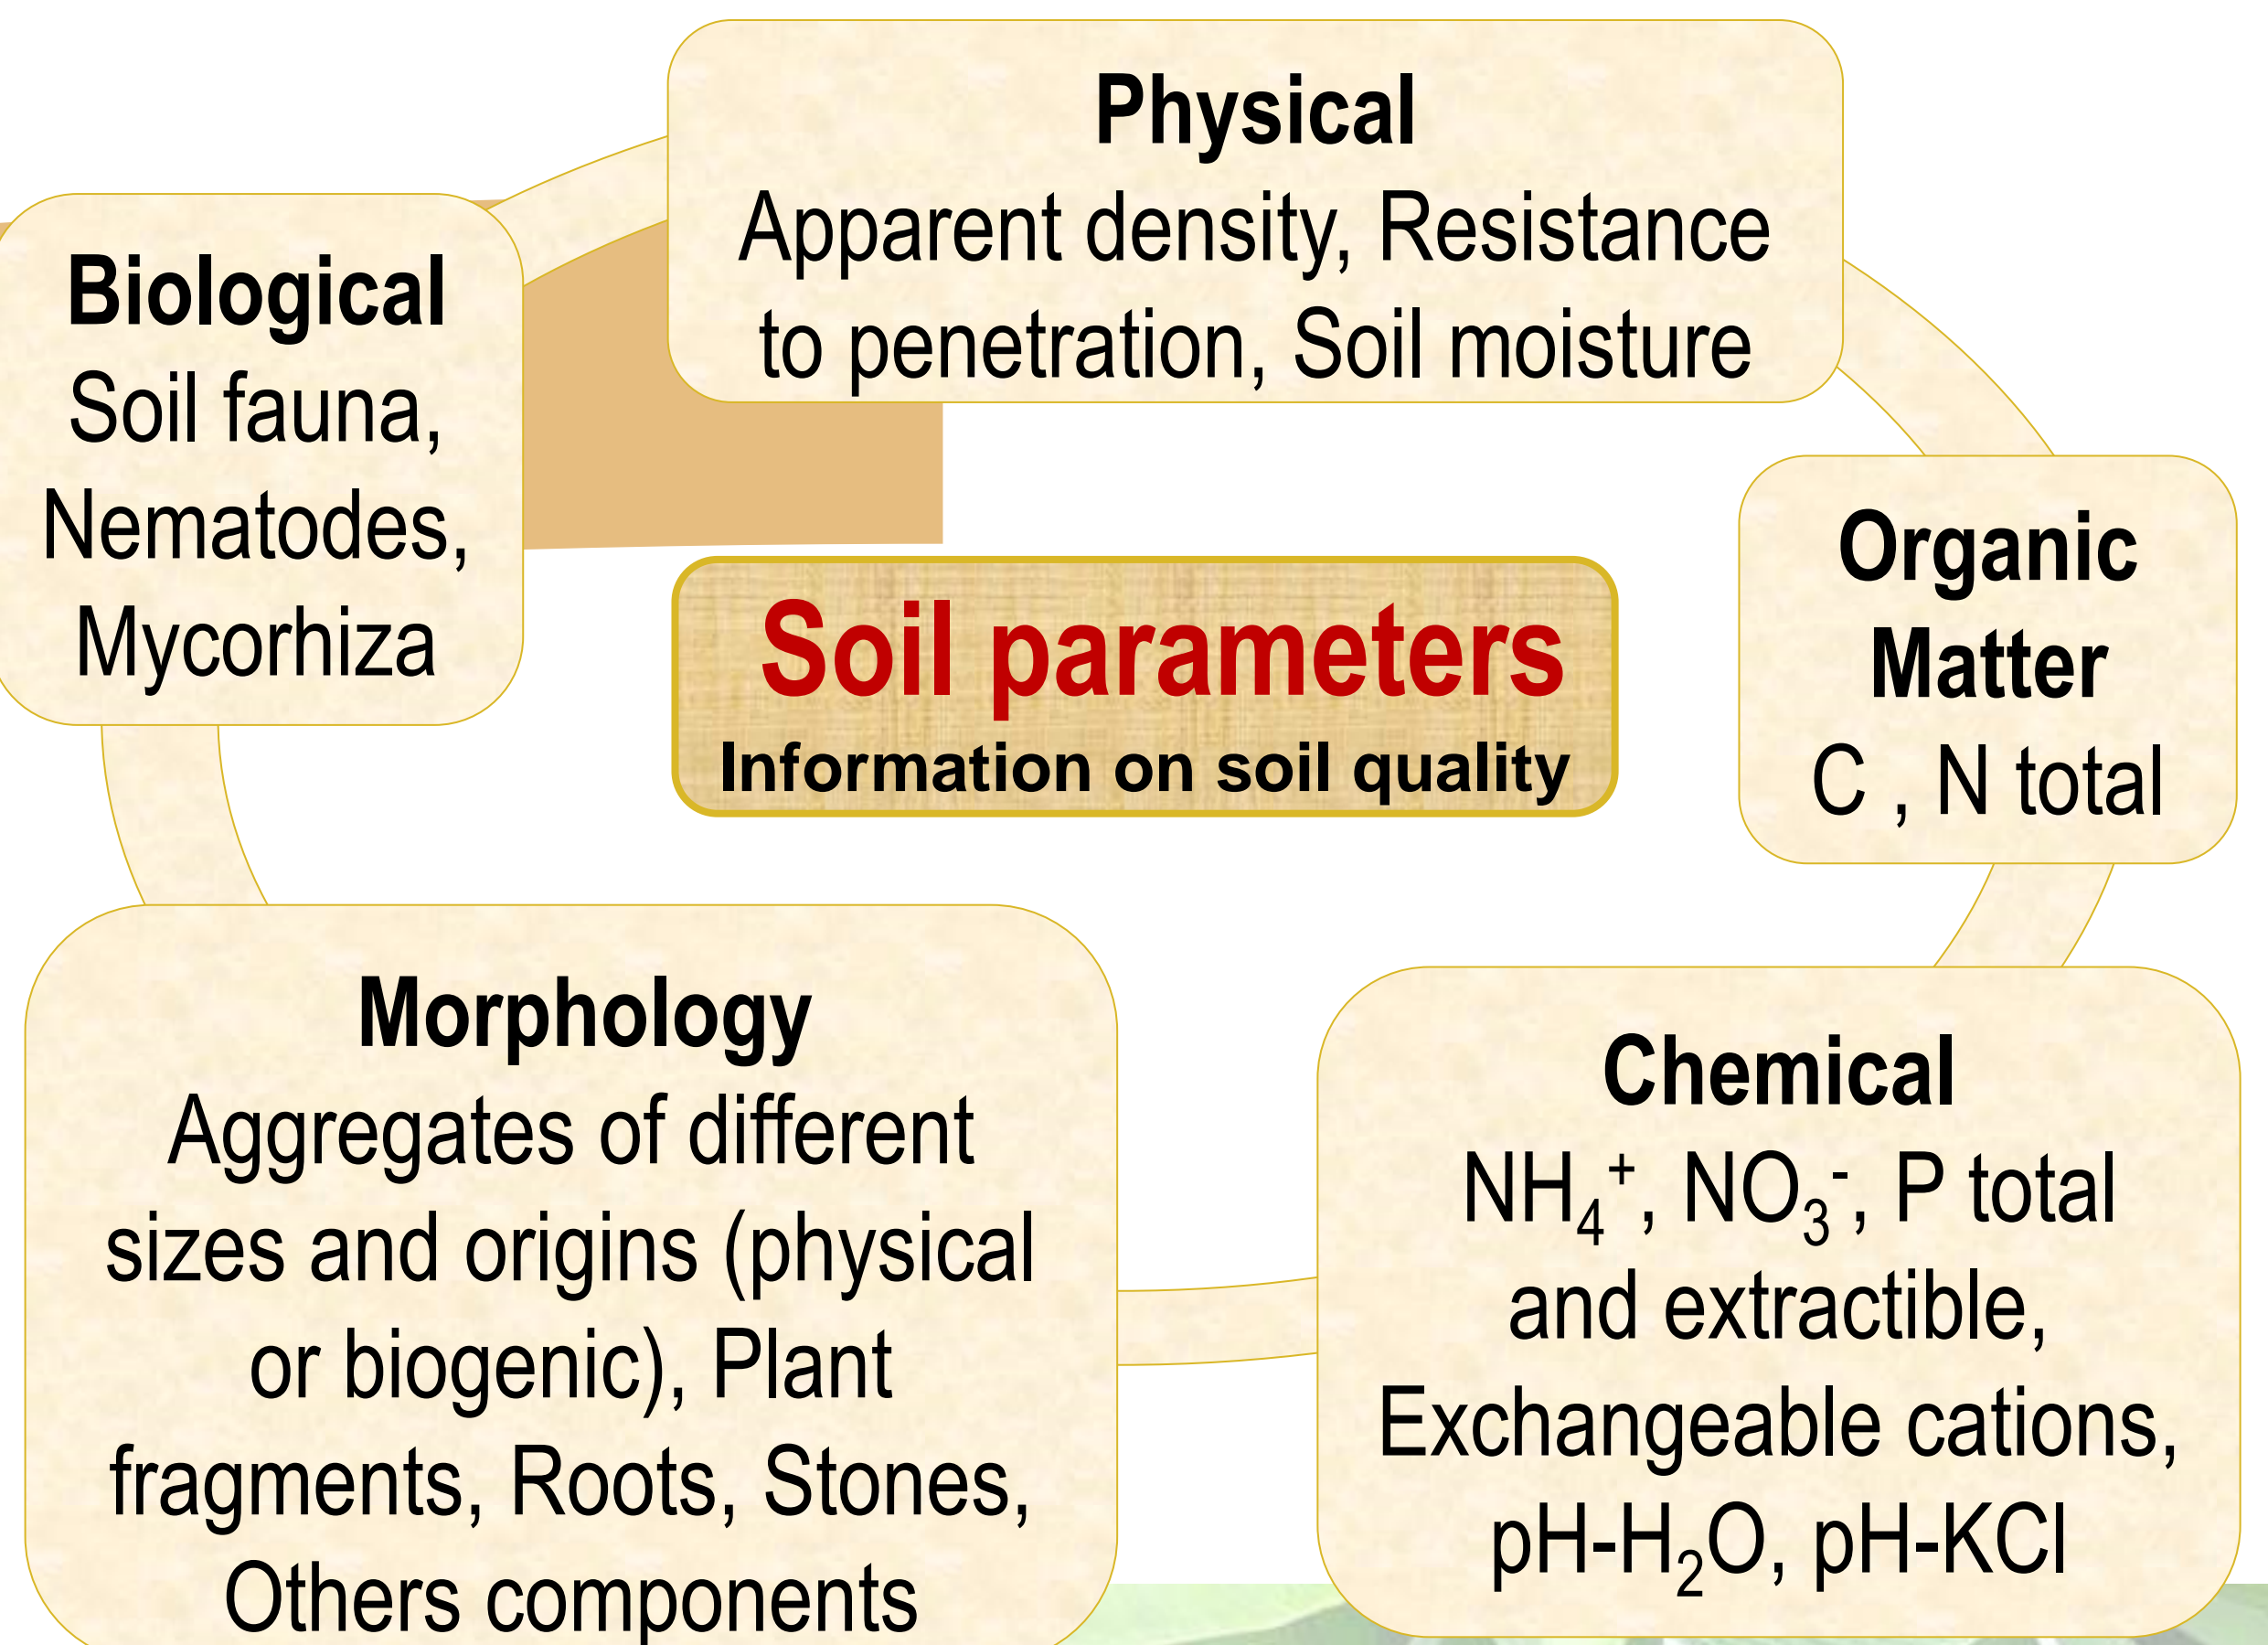 Physical
Apparent density, Resistance
to penetration, Soil moisture
Biological
Soil fauna,
Nematodes,
Mycorhiza
Organic
Matter
C , N total
Soil parameters
Information on soil quality
Morphology
Aggregates of different
sizes and origins (physical
or biogenic), Plant
fragments, Roots, Stones,
Others components
Chemical
NH₄⁺, NO₃⁻, P total
and extractible,
Exchangeable cations,
pH-H₂O, pH-KCl